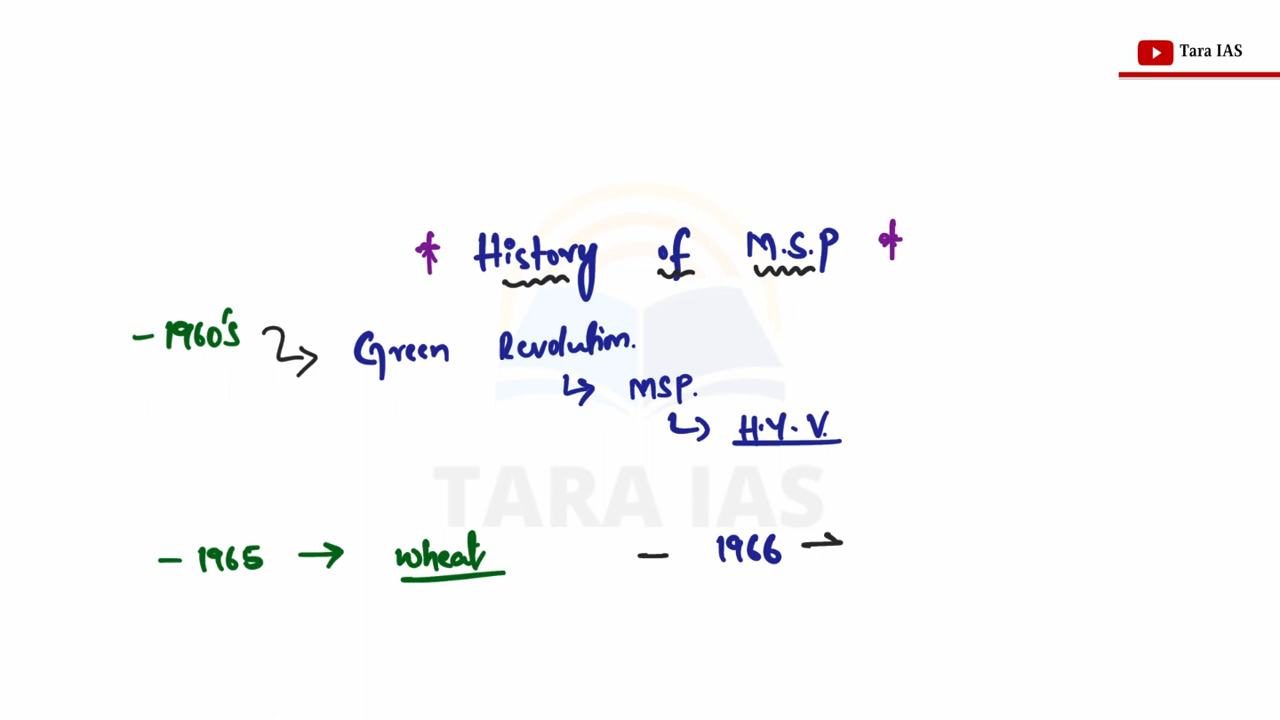 Tara IAS
* History of M.S.P *
- 1960's → Green Revolution.
↳ MSP.
↳ H.Y.V.
TARA IAS
- 1965 → wheat - 1966 →